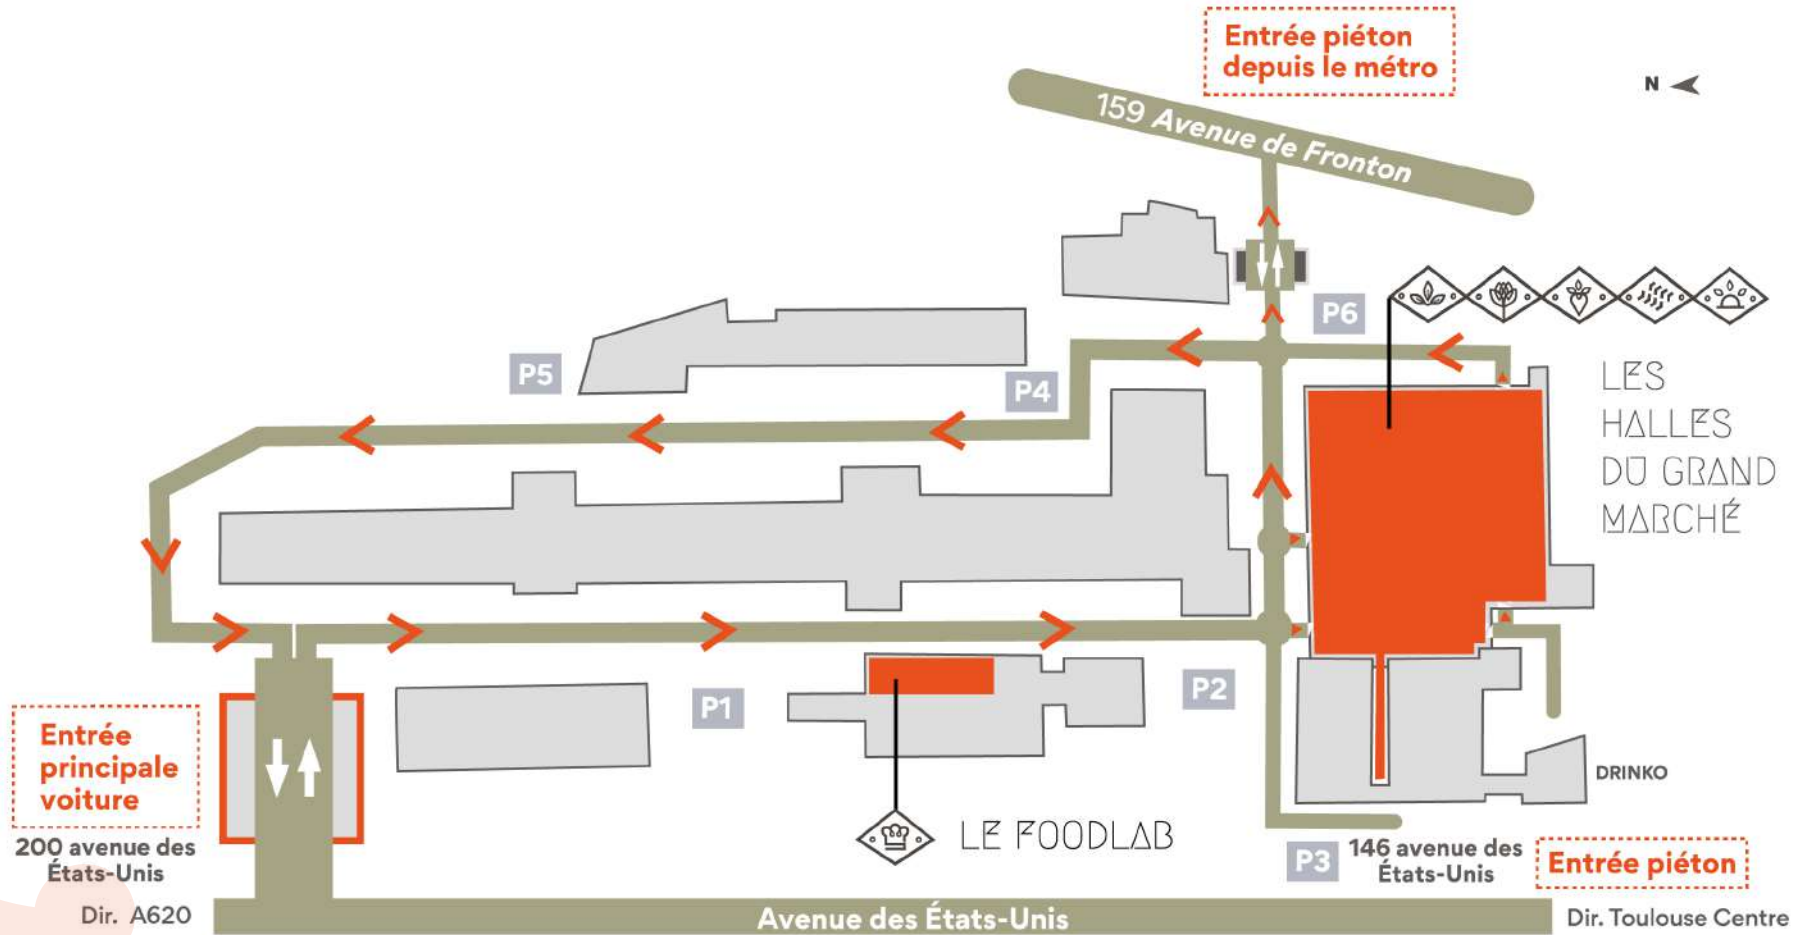 Entrée piéton
depuis le métro
N
159 Avenue de Fronton
P6
P5
P4
LES
HALLES
DU GRAND
MARCHÉ
P1
P2
Entrée
principale
voiture
200 avenue des
États-Unis
DRINKO
LE FOODLAB
P3
146 avenue des
États-Unis
Entrée piéton
Dir. A620
Avenue des États-Unis
Dir. Toulouse Centre